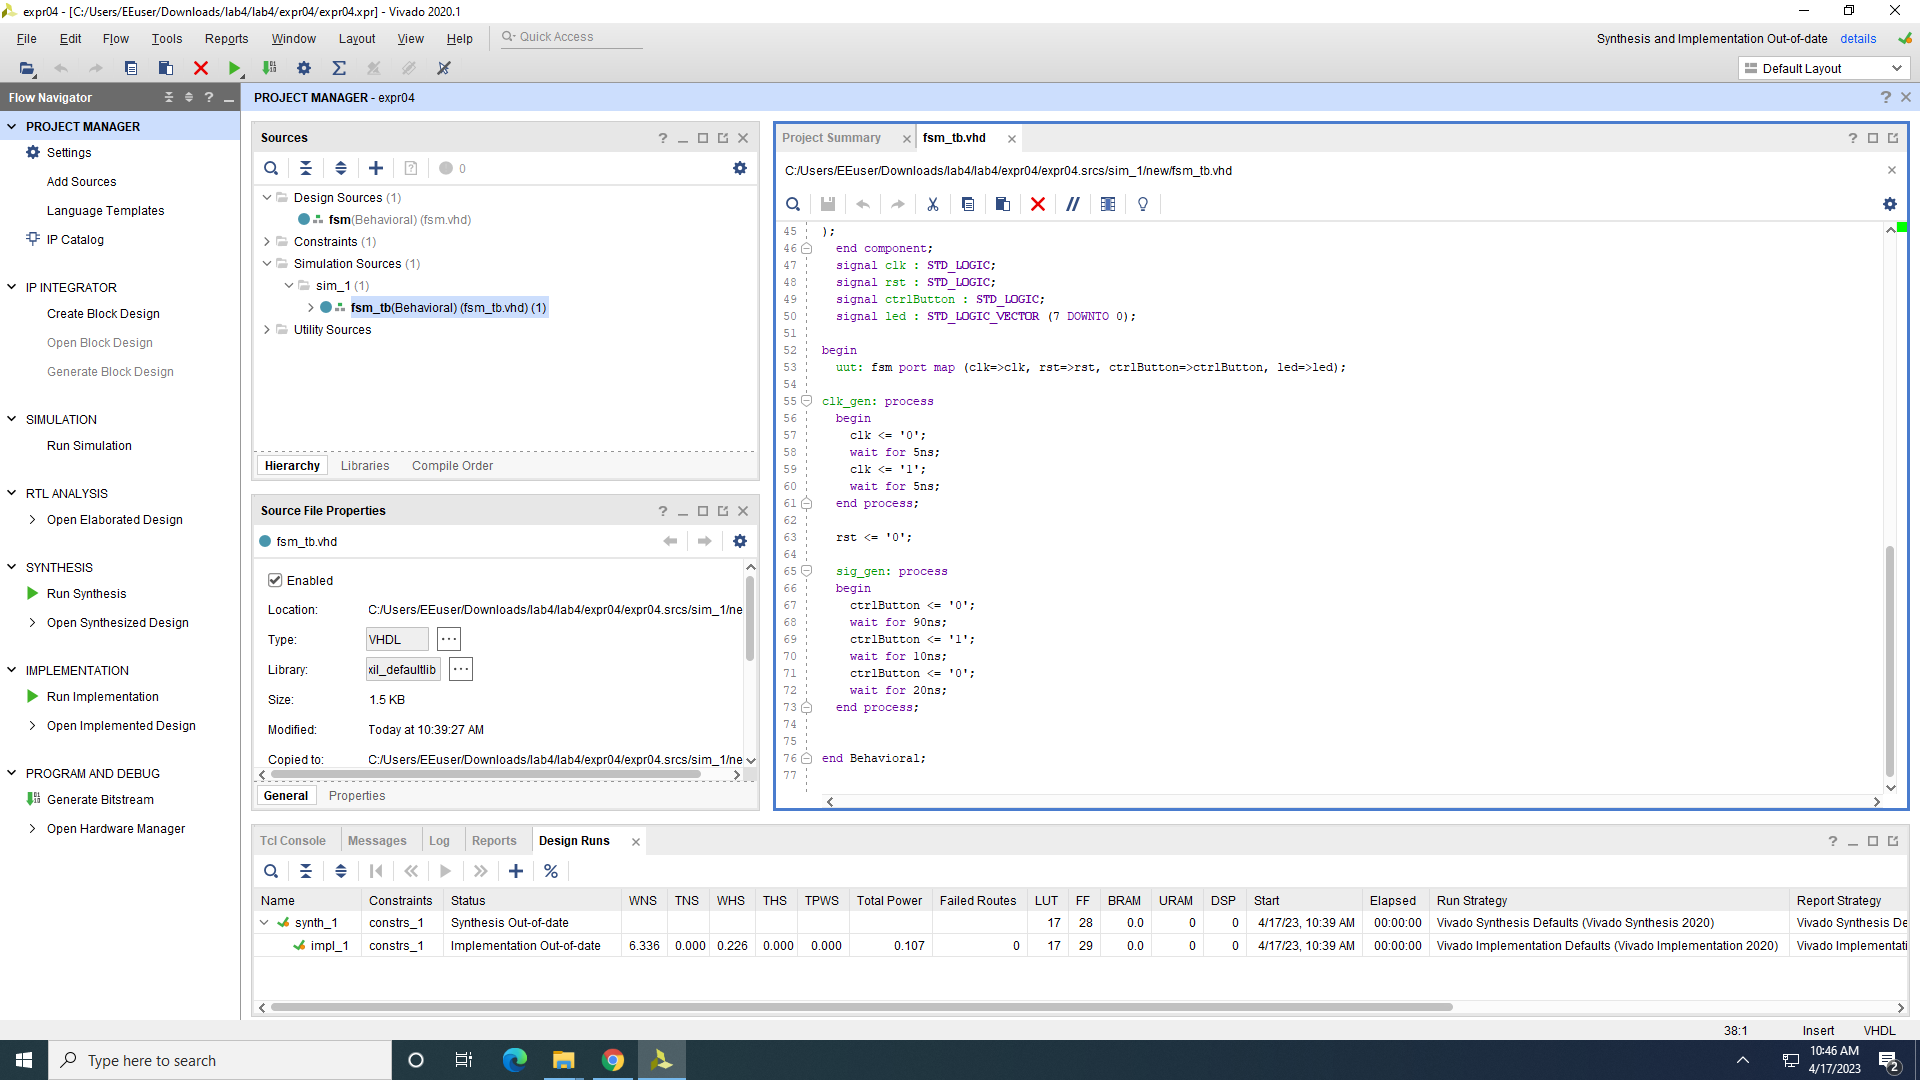 expr04 - [C:/Users/EEuser/Downloads/lab4/lab4/expr04/expr04.xpr] - Vivado 2020.1
File Edit Flow Tools Reports Window Layout View Help Quick Access
Synthesis and Implementation Out-of-date details
Default Layout
Flow Navigator
PROJECT MANAGER
Settings
Add Sources
Language Templates
IP Catalog
IP INTEGRATOR
Create Block Design
Open Block Design
Generate Block Design
SIMULATION
Run Simulation
RTL ANALYSIS
Open Elaborated Design
SYNTHESIS
Run Synthesis
Open Synthesized Design
IMPLEMENTATION
Run Implementation
Open Implemented Design
PROGRAM AND DEBUG
Generate Bitstream
Open Hardware Manager
PROJECT MANAGER - expr04
Sources
0
Design Sources (1)
fsm(Behavioral) (fsm.vhd)
Constraints (1)
Simulation Sources (1)
sim_1 (1)
fsm_tb(Behavioral) (fsm_tb.vhd) (1)
Utility Sources
Hierarchy Libraries Compile Order
Source File Properties
fsm_tb.vhd
Enabled
Location: C:/Users/EEuser/Downloads/lab4/lab4/expr04/expr04.srcs/sim_1/ne
Type: VHDL
Library: xil_defaultlib
Size: 1.5 KB
Modified: Today at 10:39:27 AM
Copied to: C:/Users/EEuser/Downloads/lab4/lab4/expr04/expr04.srcs/sim_1/ne
General Properties
Project Summary fsm_tb.vhd
C:/Users/EEuser/Downloads/lab4/lab4/expr04/expr04.srcs/sim_1/new/fsm_tb.vhd
45 );
46 end component;
47 signal clk : STD_LOGIC;
48 signal rst : STD_LOGIC;
49 signal ctrlButton : STD_LOGIC;
50 signal led : STD_LOGIC_VECTOR (7 DOWNTO 0);
51
52 begin
53 uut: fsm port map (clk=>clk, rst=>rst, ctrlButton=>ctrlButton, led=>led);
54
55 clk_gen: process
56 begin
57 clk <= '0';
58 wait for 5ns;
59 clk <= '1';
60 wait for 5ns;
61 end process;
62
63 rst <= '0';
64
65 sig_gen: process
66 begin
67 ctrlButton <= '0';
68 wait for 90ns;
69 ctrlButton <= '1';
70 wait for 10ns;
71 ctrlButton <= '0';
72 wait for 20ns;
73 end process;
74
75
76 end Behavioral;
77
Tcl Console Messages Log Reports Design Runs
Name Constraints Status WNS TNS WHS THS TPWS Total Power Failed Routes LUT FF BRAM URAM DSP Start Elapsed Run Strategy Report Strategy
synth_1 constrs_1 Synthesis Out-of-date 17 28 0.0 0 0 4/17/23, 10:39 AM 00:00:00 Vivado Synthesis Defaults (Vivado Synthesis 2020) Vivado Synthesis De
impl_1 constrs_1 Implementation Out-of-date 6.336 0.000 0.226 0.000 0.000 0.107 0 17 29 0.0 0 0 4/17/23, 10:39 AM 00:00:00 Vivado Implementation Defaults (Vivado Implementation 2020) Vivado Implementati
38:1 Insert VHDL
Type here to search
10:46 AM
4/17/2023
2